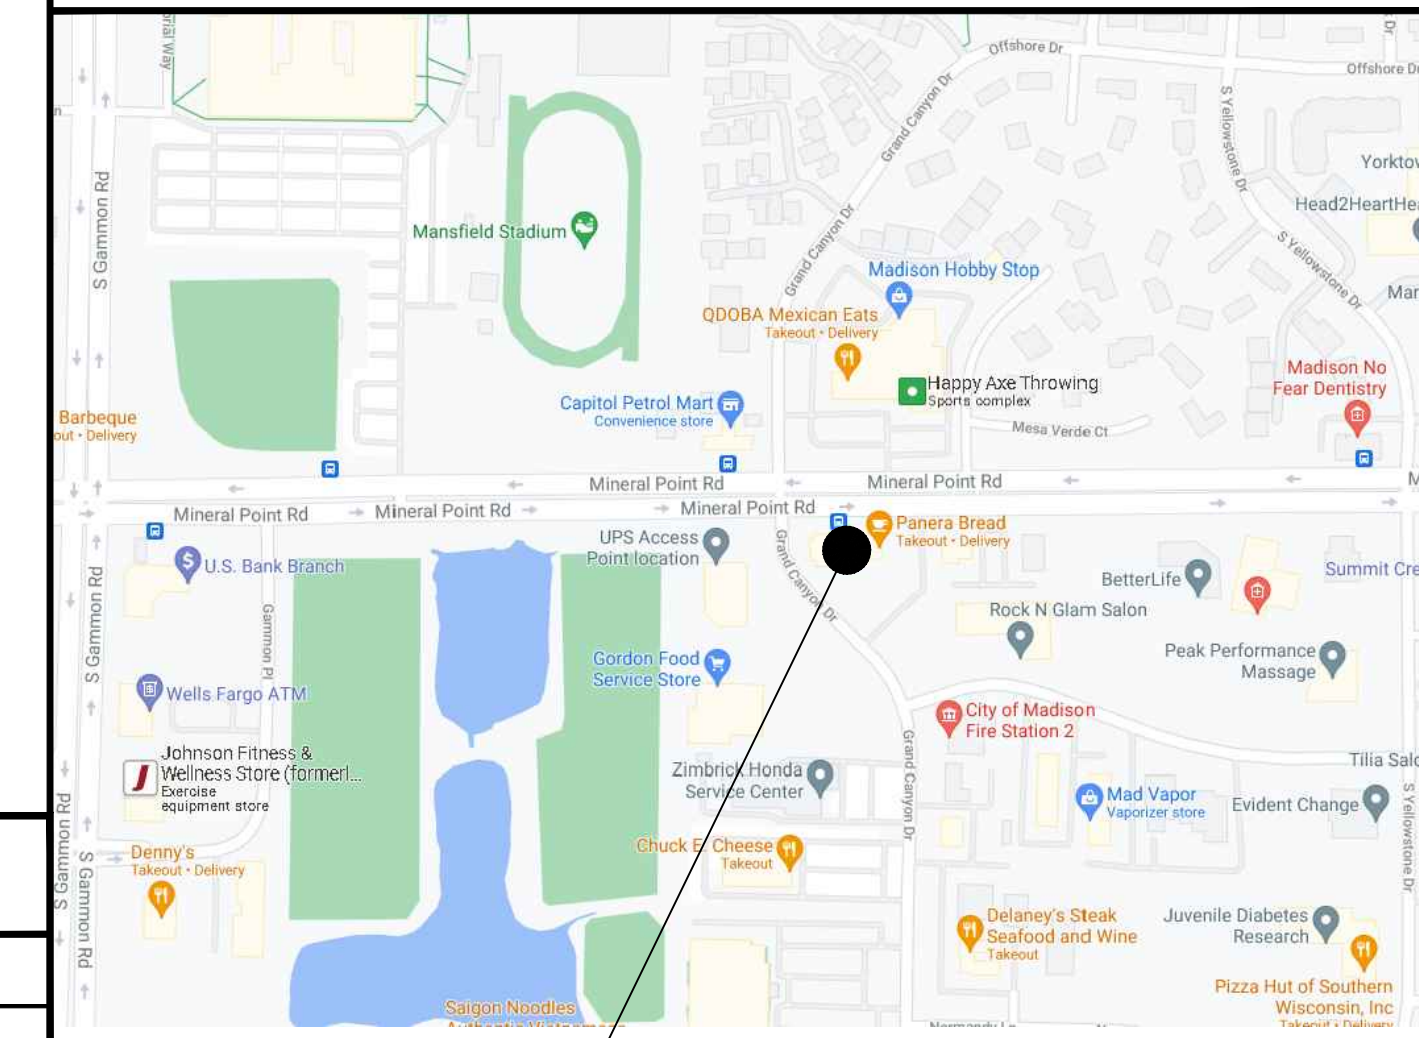 Offshore Dr
Offshore Dr
Dr
Grand Canyon Dr
S Yellowstone Dr
S Gammon Rd
Mansfield Stadium
Grand Canyon Dr
Head2HeartHe
S Yellowstone Dr
Madison Hobby Stop
QDOBA Mexican Eats
Takeout • Delivery
Happy Axe Throwing
Sports complex
Madison No
Fear Dentistry
Capitol Petrol Mart
Convenience store
Barbeque
out • Delivery
Mesa Verde Ct
Mineral Point Rd
Mineral Point Rd
Mineral Point Rd
Mineral Point Rd
Mineral Point Rd
Panera Bread
Takeout • Delivery
UPS Access
Point location
U.S. Bank Branch
Grand Canyon Dr
BetterLife
Summit Cre
S Gammon Rd
Gammon Pl
Rock N Glam Salon
Gordon Food
Service Store
Peak Performance
Massage
Wells Fargo ATM
City of Madison
Fire Station 2
Johnson Fitness &
Wellness Store (formerl...
Exercise
equipment store
Zimbrick Honda
Service Center
Grand Canyon Dr
Tilia Salo
Mad Vapor
Vaporizer store
Evident Change
S Yellowstone Dr
S Gammon Rd
S Gammon Rd
Denny's
Takeout • Delivery
Chuck E. Cheese
Takeout
Delaney's Steak
Seafood and Wine
Takeout
Juvenile Diabetes
Research
Pizza Hut of Southern
Wisconsin, Inc
Takeout • Delivery
Saigon Noodles